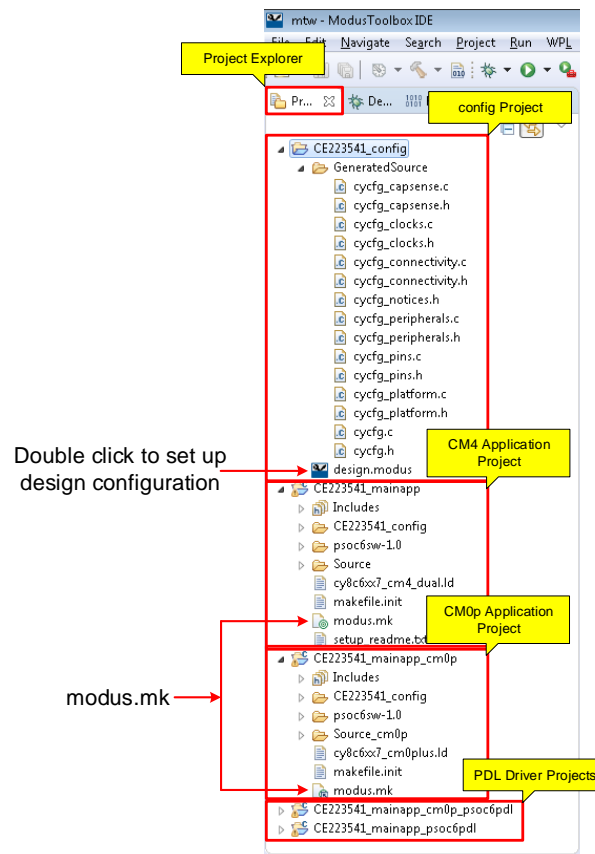 mtw - ModusToolbox IDE
File Edit Navigate Search Project Run WPL
Project Explorer
Pr... De...
config Project
CE223541_config
GeneratedSource
cycfg_capsense.c
cycfg_capsense.h
cycfg_clocks.c
cycfg_clocks.h
cycfg_connectivity.c
cycfg_connectivity.h
cycfg_notices.h
cycfg_peripherals.c
cycfg_peripherals.h
cycfg_pins.c
cycfg_pins.h
cycfg_platform.c
cycfg_platform.h
cycfg.c
cycfg.h
design.modus
Double click to set up
design configuration
CM4 Application
Project
CE223541_mainapp
Includes
CE223541_config
psoc6sw-1.0
Source
cy8c6xx7_cm4_dual.ld
makefile.init
modus.mk
setup_readme.txt
CM0p Application
Project
CE223541_mainapp_cm0p
Includes
CE223541_config
psoc6sw-1.0
Source_cm0p
cy8c6xx7_cm0plus.ld
makefile.init
modus.mk
modus.mk
PDL Driver Projects
CE223541_mainapp_cm0p_psoc6pdl
CE223541_mainapp_psoc6pdl